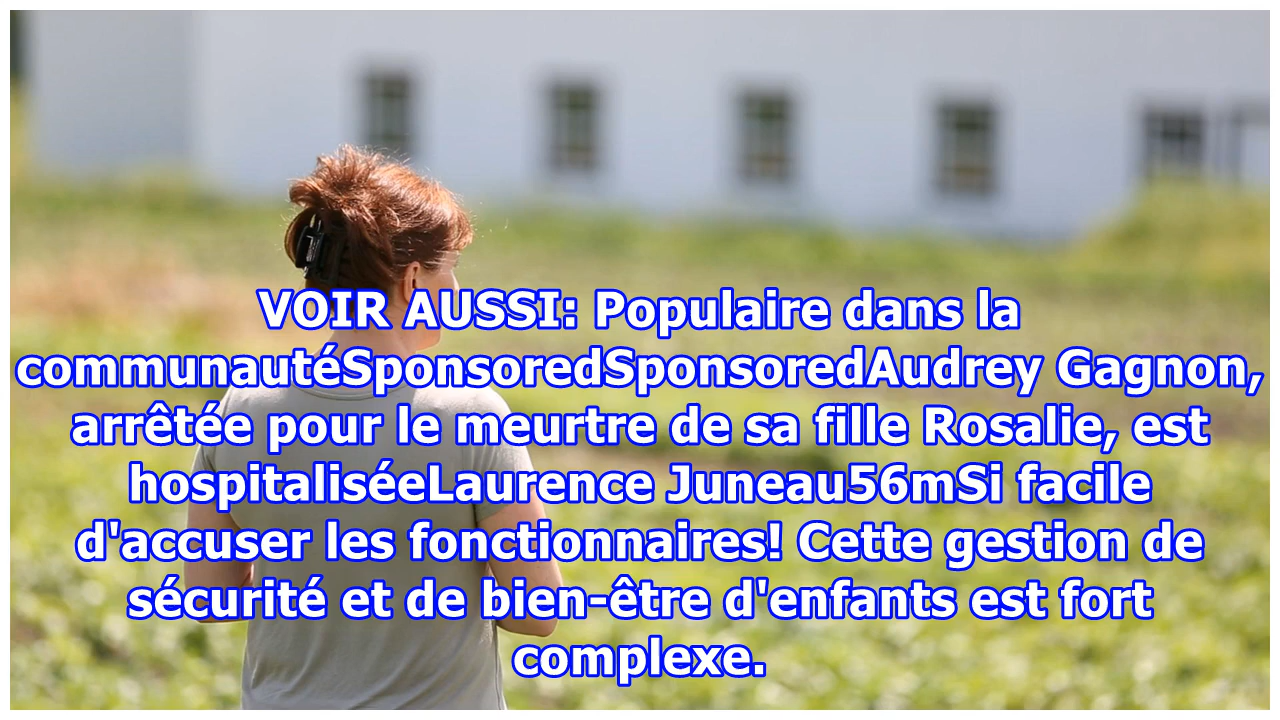 VOIR AUSSI: Populaire dans la
communautéSponsoredSponsoredAudrey Gagnon,
arrêtée pour le meurtre de sa fille Rosalie, est
hospitaliséeLaurence Juneau56mSi facile
d'accuser les fonctionnaires! Cette gestion de
sécurité et de bien-être d'enfants est fort
complexe.